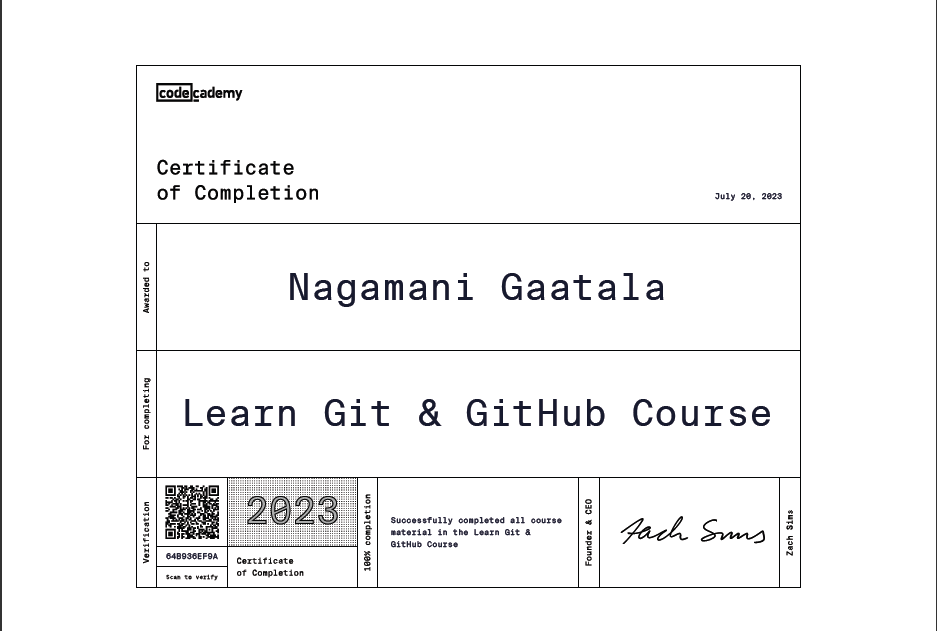 codecademy
Certificate
of Completion
July 20, 2023
Awarded to
Nagamani Gaatala
For completing
Learn Git & GitHub Course
Verification
64B936EF9A
Scan to verify
2023
Certificate
of Completion
100% completion
Successfully completed all course
material in the Learn Git &
GitHub Course
Founder & CEO
Zach Sims
Zach Sims